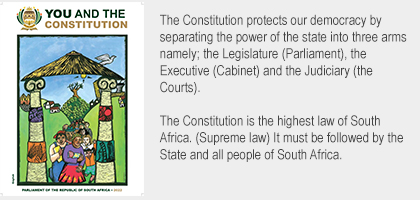 YOU AND THE
CONSTITUTION
English
PARLIAMENT OF THE REPUBLIC OF SOUTH AFRICA • 2022
The Constitution protects our democracy by
separating the power of the state into three arms
namely; the Legislature (Parliament), the
Executive (Cabinet) and the Judiciary (the
Courts).
The Constitution is the highest law of South
Africa. (Supreme law) It must be followed by the
State and all people of South Africa.